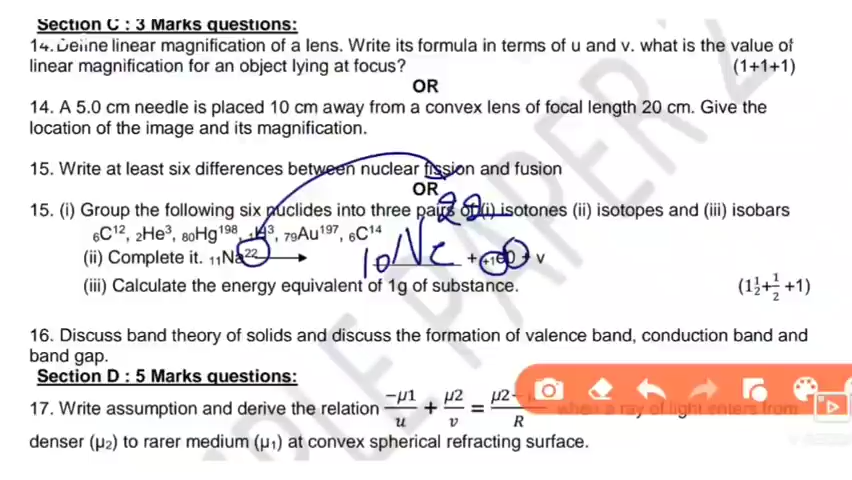 Section C : 3 Marks questions:
14. Define linear magnification of a lens. Write its formula in terms of u and v. what is the value of
linear magnification for an object lying at focus? (1+1+1)
OR
14. A 5.0 cm needle is placed 10 cm away from a convex lens of focal length 20 cm. Give the
location of the image and its magnification.
15. Write at least six differences between nuclear fission and fusion
OR
15. (i) Group the following six nuclides into three pairs of (i) isotones (ii) isotopes and (iii) isobars
₆C¹², ₂He³, ₈₀Hg¹⁹⁸, ₁H³, ₇₉Au¹⁹⁷, ₆C¹⁴
(ii) Complete it. ₁₁Na²² ⟶ ₁₀Ne²² + ₊₁e⁰ + ν
(iii) Calculate the energy equivalent of 1g of substance. (1½+½+1)
16. Discuss band theory of solids and discuss the formation of valence band, conduction band and
band gap.
Section D : 5 Marks questions:
17. Write assumption and derive the relation −μ1/u + μ2/v = μ2− /R when a ray of light enters from
denser (μ₂) to rarer medium (μ₁) at convex spherical refracting surface.